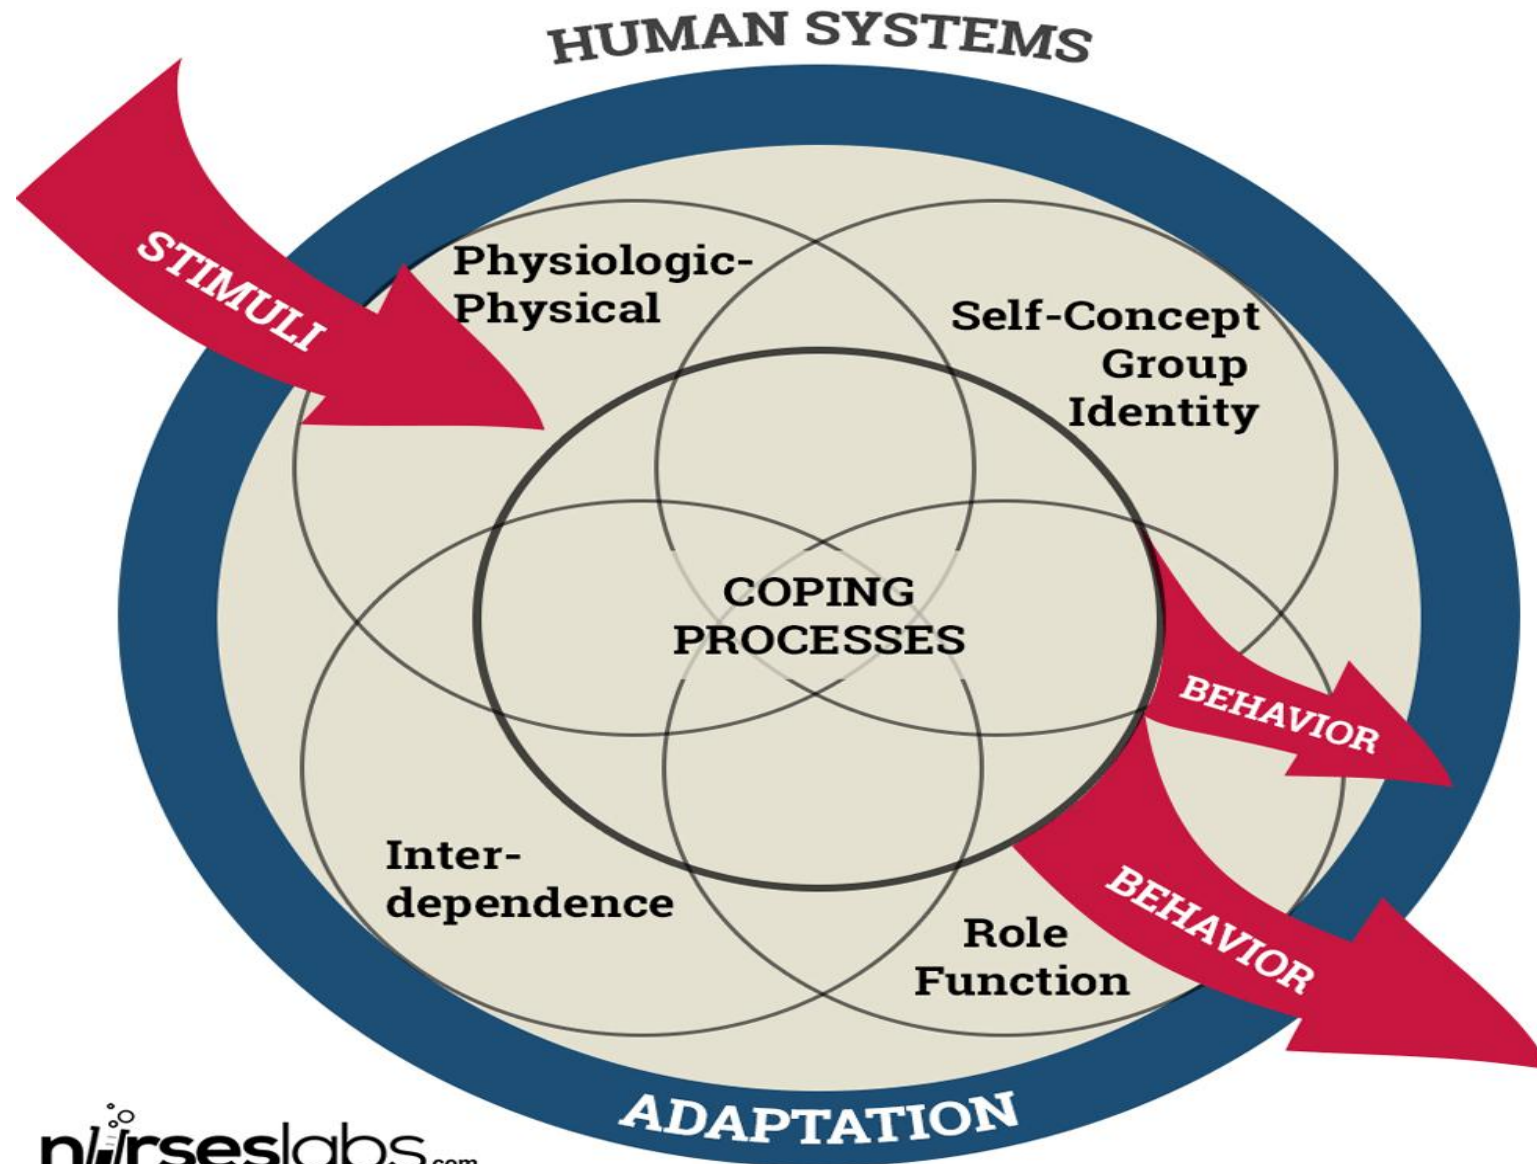 HUMAN SYSTEMS
STIMULI
Physiologic-
Physical
Self-Concept
Group
Identity
COPING
PROCESSES
BEHAVIOR
BEHAVIOR
Inter-
dependence
Role
Function
ADAPTATION
nurseslabs.com